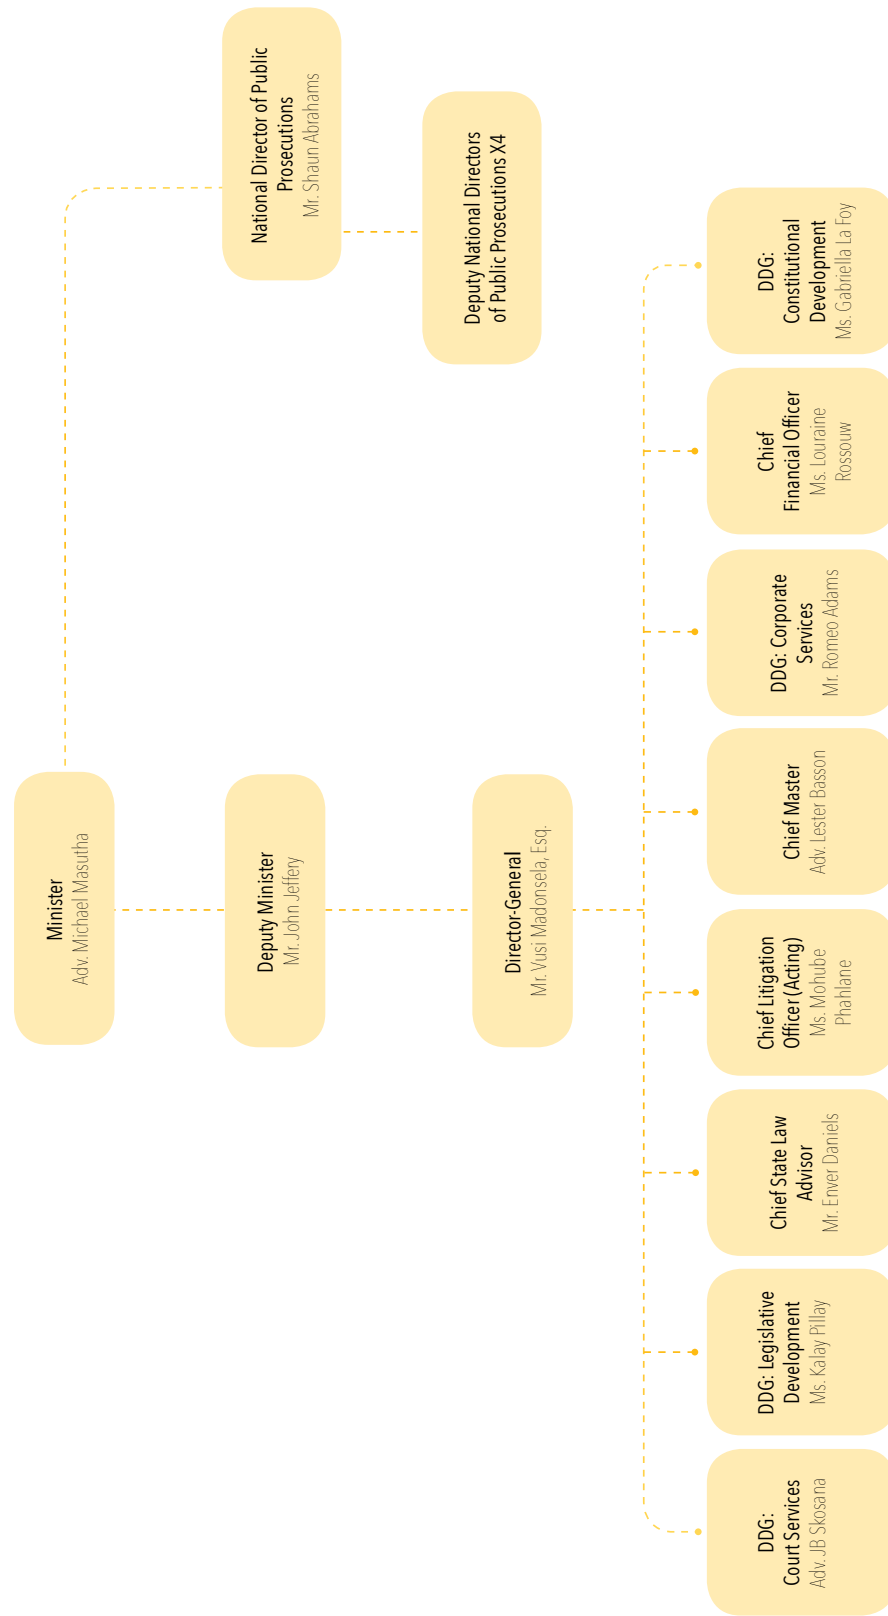 Minister
Adv. Michael Masutha
National Director of Public
Prosecutions
Mr. Shaun Abrahams
Deputy Minister
Mr. John Jeffery
Deputy National Directors
of Public Prosecutions X4
Director-General
Mr. Vusi Madonsela, Esq.
DDG:
Court Services
Adv. JB Skosana
DDG: Legislative
Development
Ms. Kalay Pillay
Chief State Law
Advisor
Mr. Enver Daniels
Chief Litigation
Officer (Acting)
Ms. Mohube
Phahlane
Chief Master
Adv. Lester Basson
DDG: Corporate
Services
Mr. Romeo Adams
Chief
Financial Officer
Ms. Louraine
Rossouw
DDG:
Constitutional
Development
Ms. Gabriella La Foy